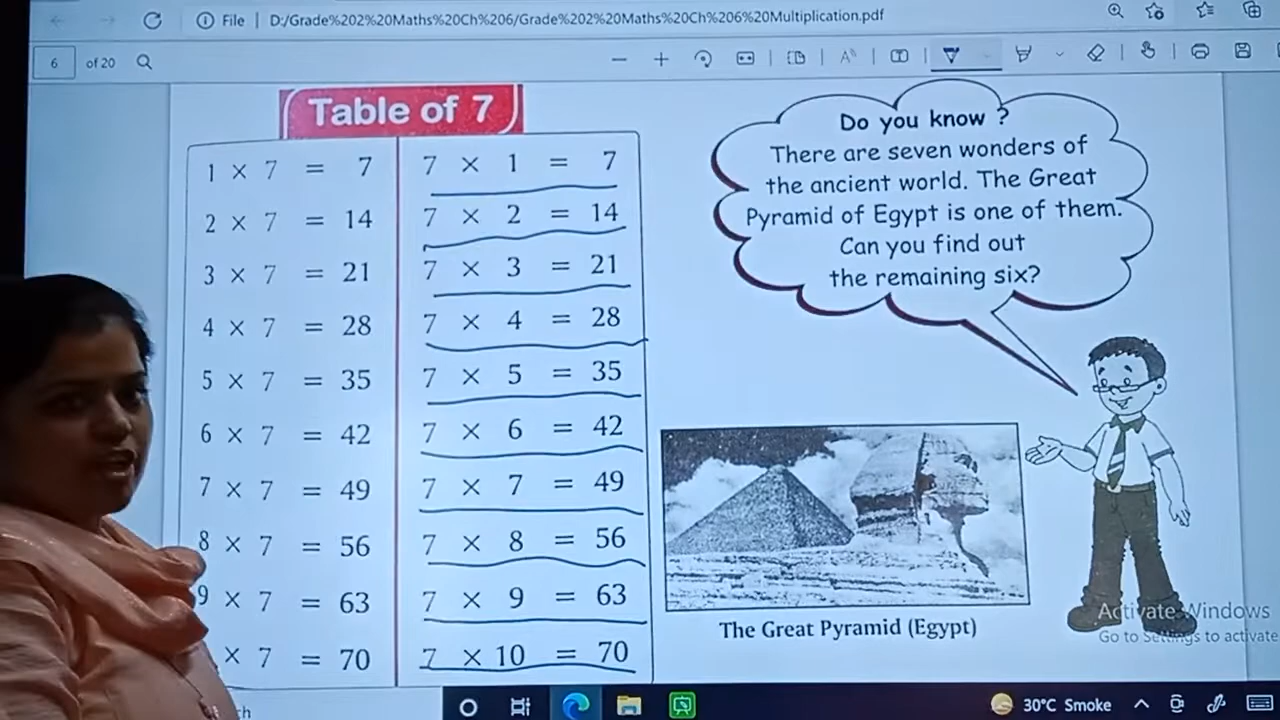 File | D:/Grade%202%20Maths%20Ch%206/Grade%202%20Maths%20Ch%206%20Multiplication.pdf
6 of 20
Table of 7
1 × 7 = 7
2 × 7 = 14
3 × 7 = 21
4 × 7 = 28
5 × 7 = 35
6 × 7 = 42
7 × 7 = 49
8 × 7 = 56
9 × 7 = 63
× 7 = 70
7 × 1 = 7
7 × 2 = 14
7 × 3 = 21
7 × 4 = 28
7 × 5 = 35
7 × 6 = 42
7 × 7 = 49
7 × 8 = 56
7 × 9 = 63
7 × 10 = 70
Do you know ?
There are seven wonders of
the ancient world. The Great
Pyramid of Egypt is one of them.
Can you find out
the remaining six?
The Great Pyramid (Egypt)
Activate Windows
Go to Settings to activate
30°C Smoke